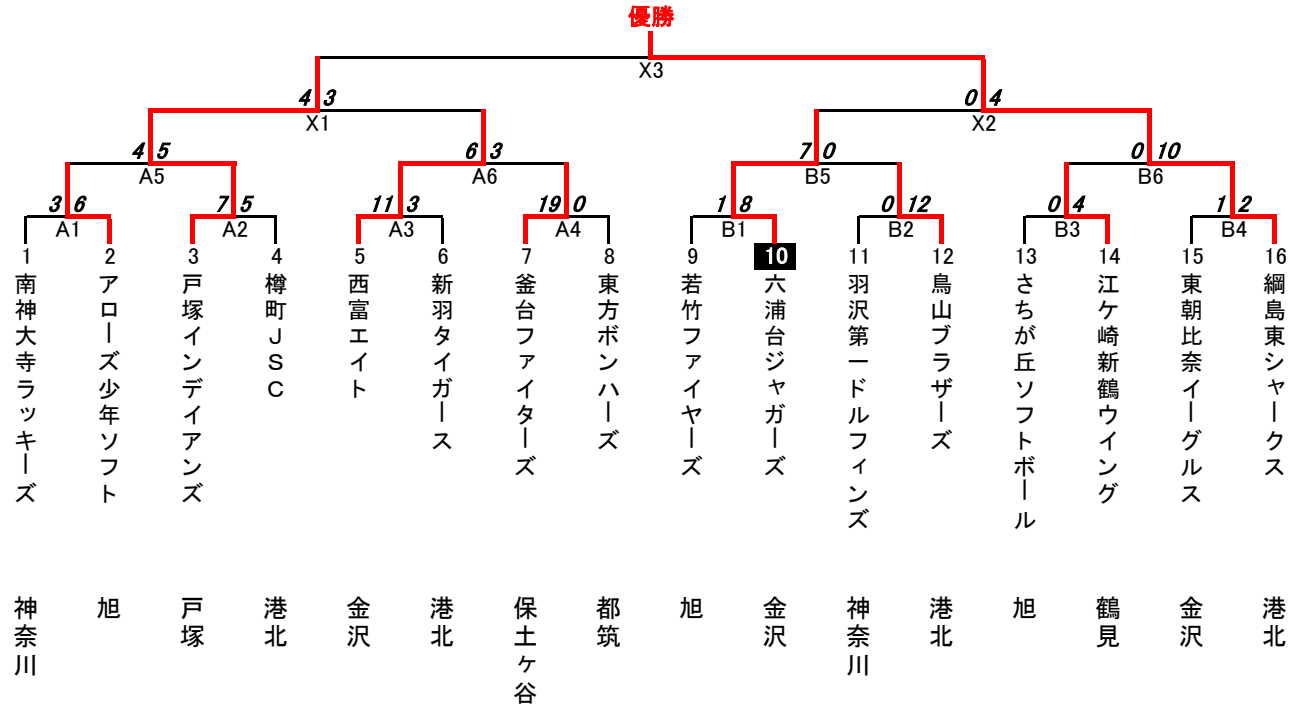 優勝
X3
4 3
0 4
X1
X2
4 5
6 3
7 0
0 10
A5
A6
B5
B6
3 6
7 5
11 3
19 0
1 8
0 12
0 4
1 2
A1
A2
A3
A4
B1
B2
B3
B4
1
2
3
4
5
6
7
8
9
10
11
12
13
14
15
16
南神大寺ラッキーズ
アローズ少年ソフト
戸塚インデイアンズ
樽町JSC
西富エイト
新羽タイガース
釜台ファイターズ
東方ボンハーズ
若竹ファイヤーズ
六浦台ジャガーズ
羽沢第一ドルフィンズ
鳥山ブラザーズ
さちが丘ソフトボール
江ケ崎新鶴ウイング
東朝比奈イーグルス
綱島東シャークス
神奈川
旭
戸塚
港北
金沢
港北
保土ヶ谷
都筑
旭
金沢
神奈川
港北
旭
鶴見
金沢
港北